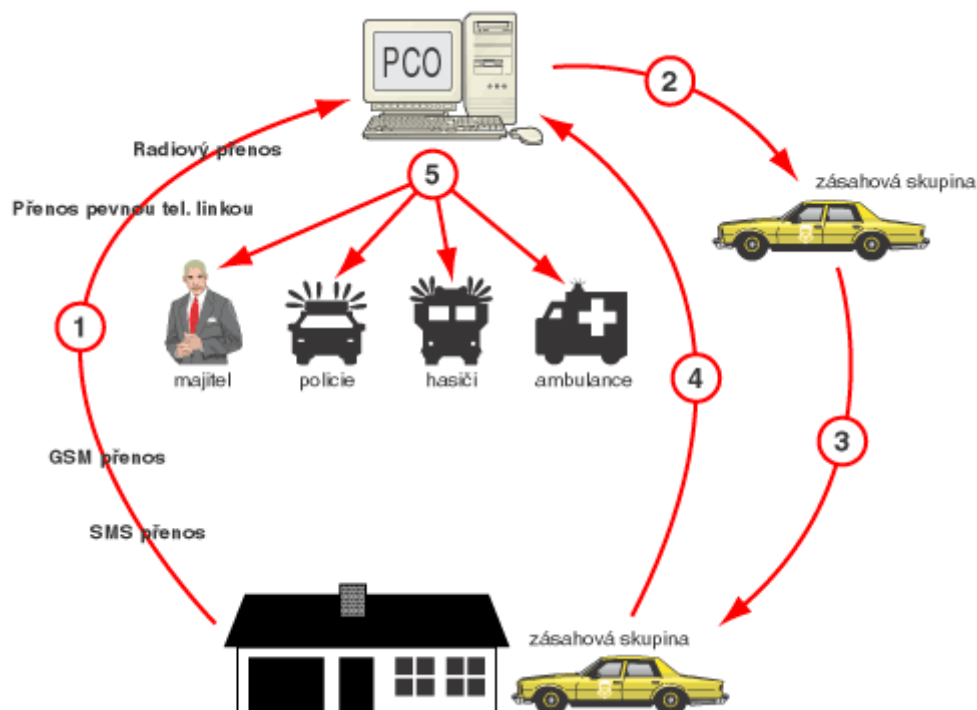 PCO
2
Radiový přenos
5
zásahová skupina
Přenos pevnou tel. linkou
1
majitel
policie
hasiči
ambulance
4
3
GSM přenos
SMS přenos
zásahová skupina